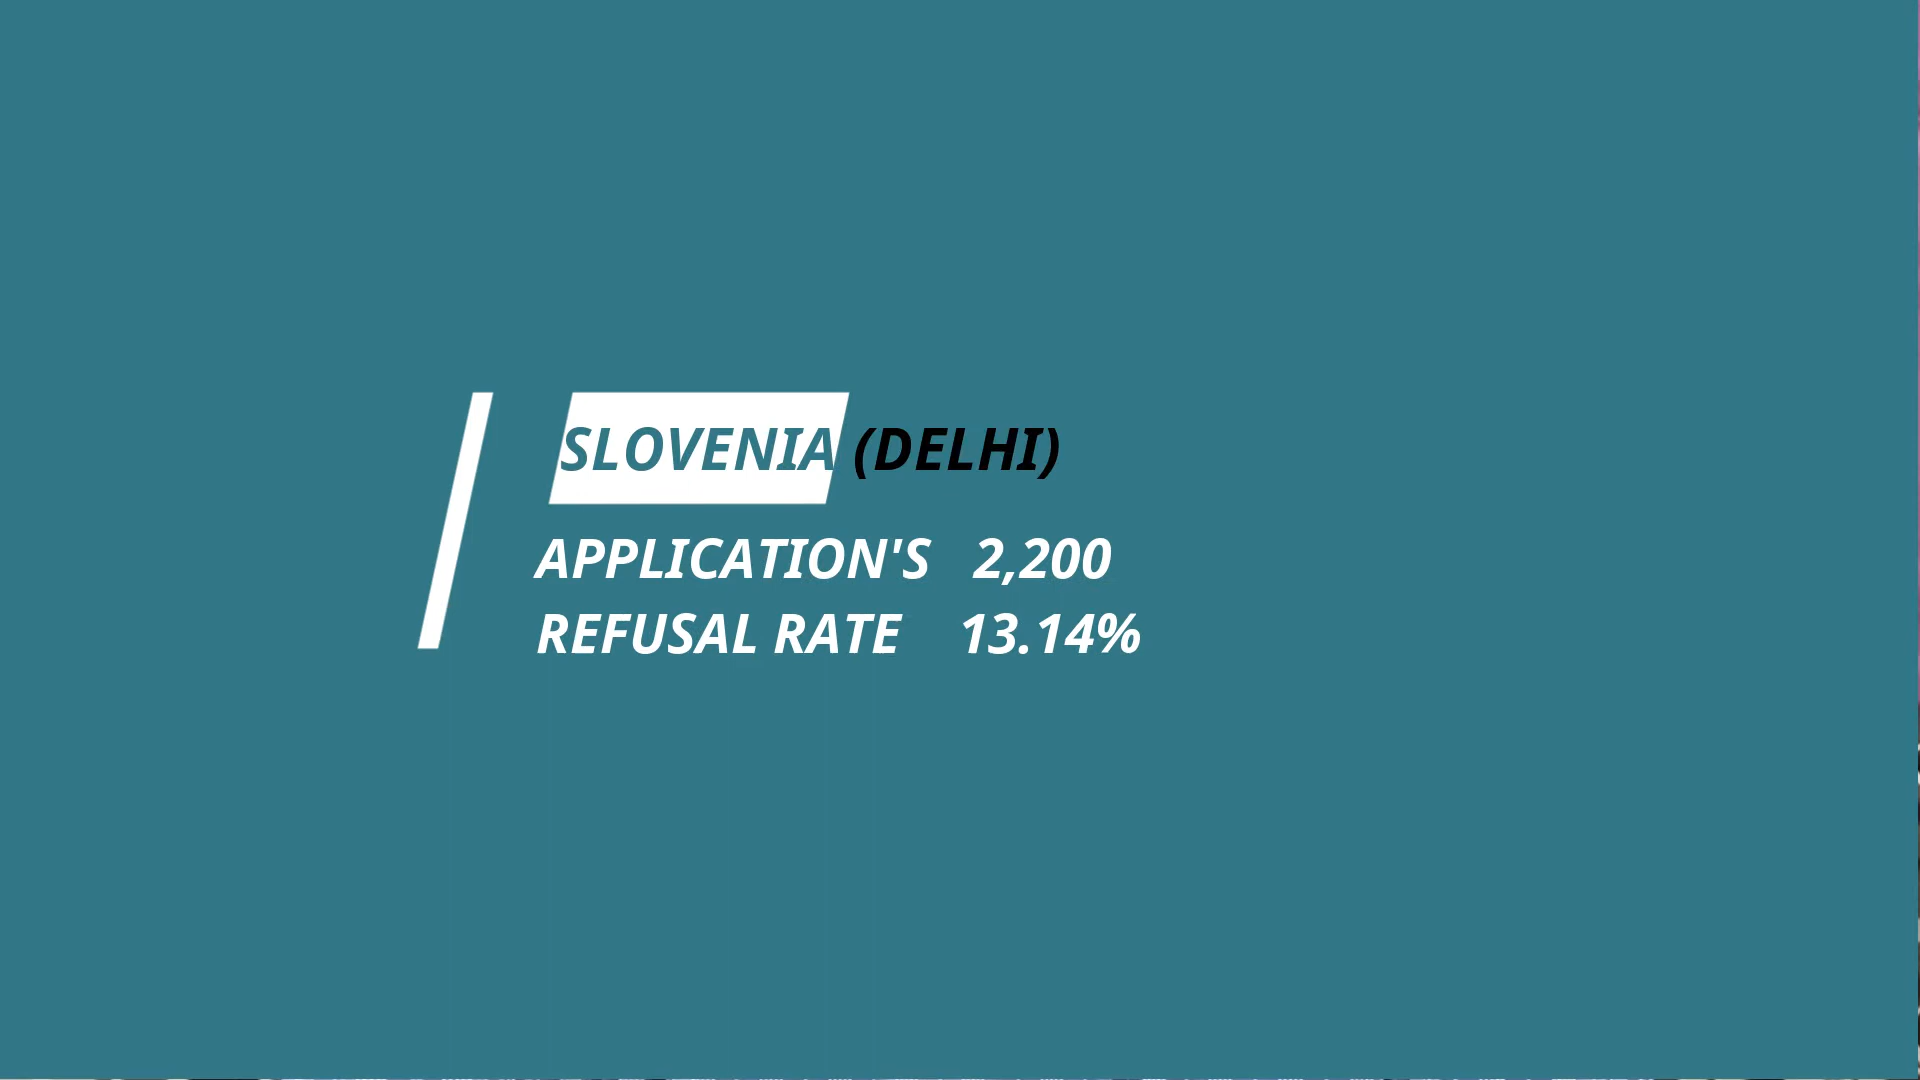 SLOVENIA (DELHI)
APPLICATION'S 2,200
REFUSAL RATE 13.14%